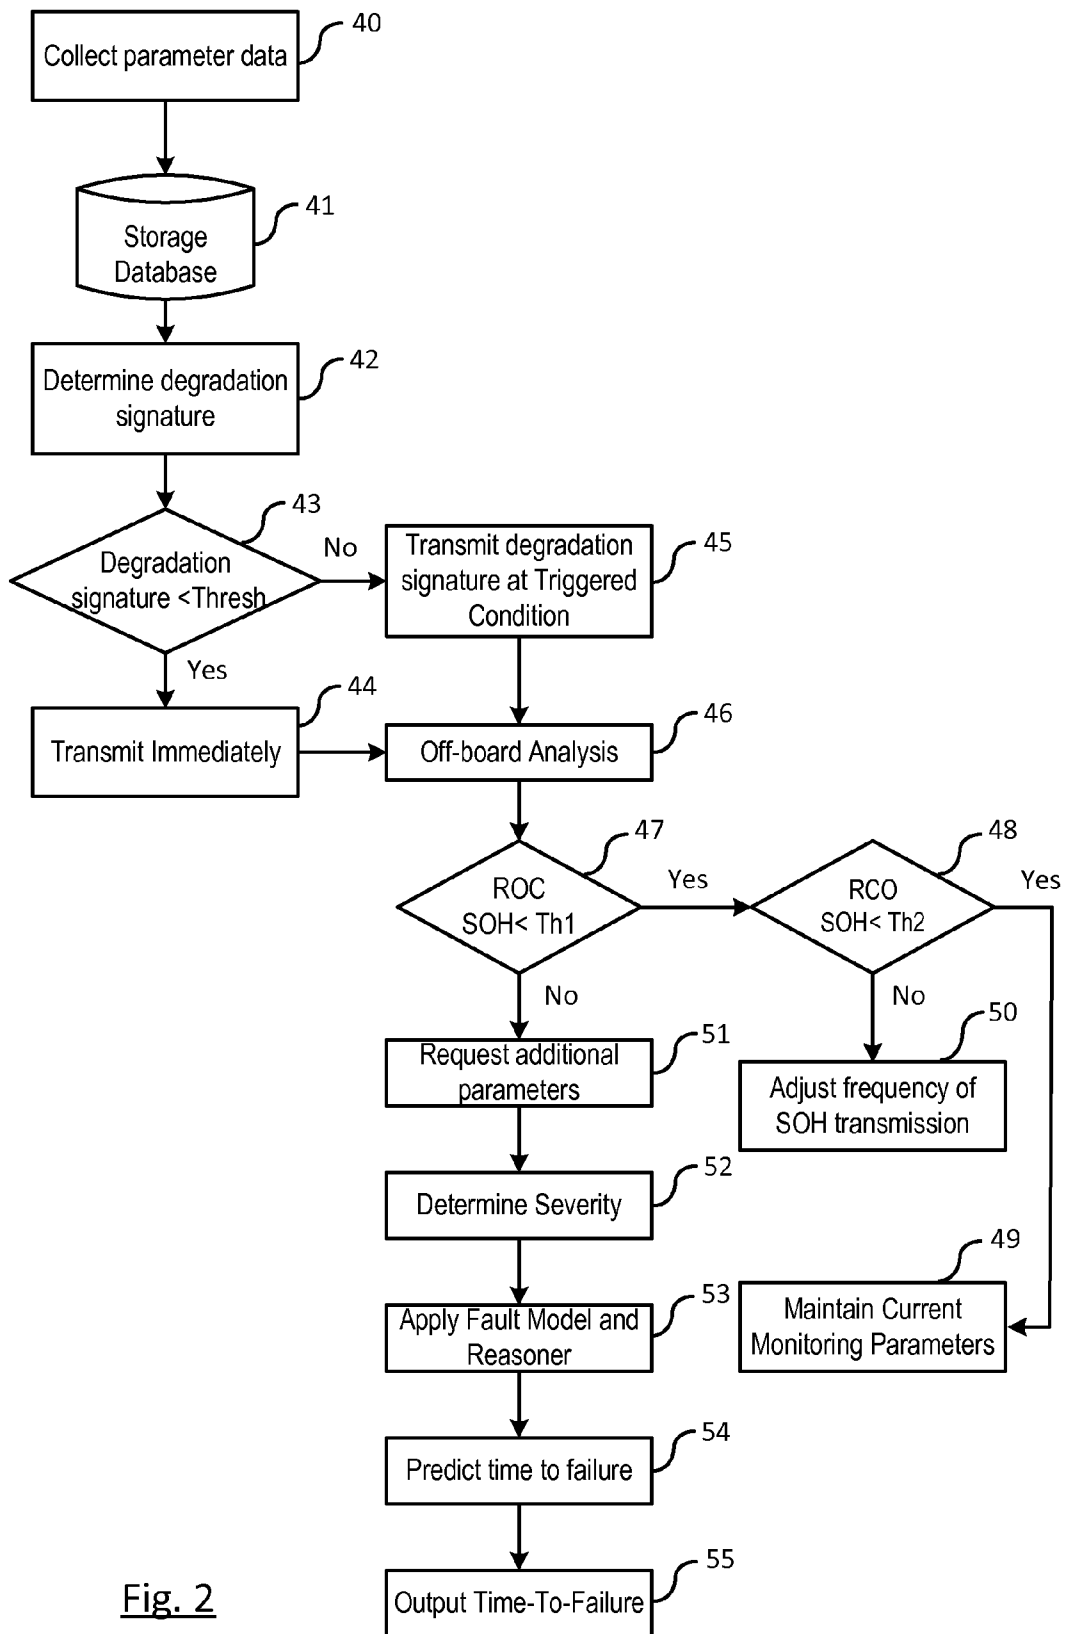 40
Collect parameter data
41
Storage
Database
42
Determine degradation
signature
43
Degradation
signature <Thresh
No
Yes
45
Transmit degradation
signature at Triggered
Condition
44
Transmit Immediately
46
Off-board Analysis
47
ROC
SOH< Th1
Yes
No
48
RCO
SOH< Th2
Yes
No
51
Request additional
parameters
50
Adjust frequency of
SOH transmission
52
Determine Severity
49
Maintain Current
Monitoring Parameters
53
Apply Fault Model and
Reasoner
54
Predict time to failure
55
Output Time-To-Failure
Fig. 2